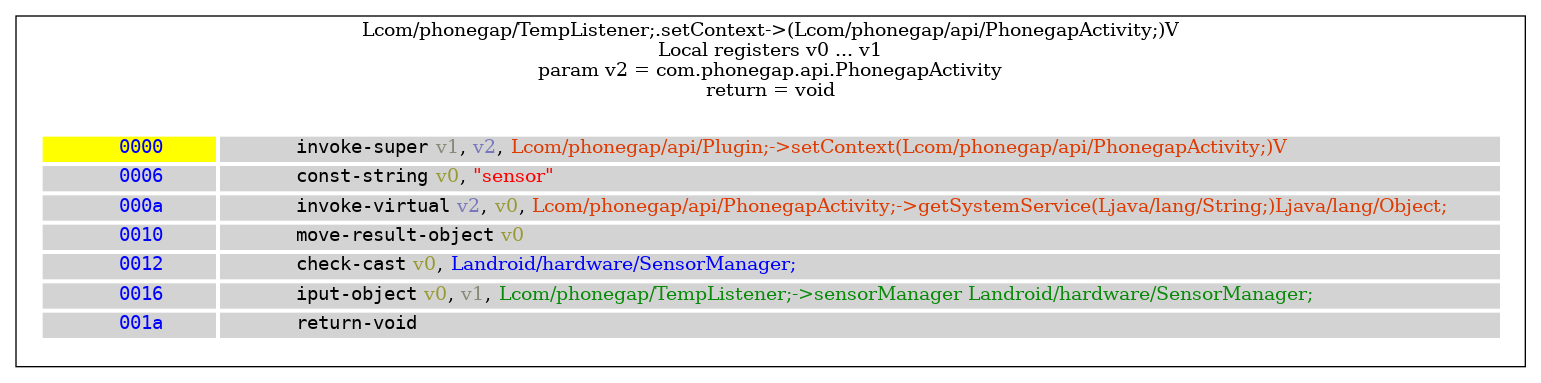 Lcom/phonegap/TempListener;.setContext->(Lcom/phonegap/api/PhonegapActivity;)V
Local registers v0 ... v1
param v2 = com.phonegap.api.PhonegapActivity
return = void
0000 invoke-super v1, v2, Lcom/phonegap/api/Plugin;->setContext(Lcom/phonegap/api/PhonegapActivity;)V
0006 const-string v0, "sensor"
000a invoke-virtual v2, v0, Lcom/phonegap/api/PhonegapActivity;->getSystemService(Ljava/lang/String;)Ljava/lang/Object;
0010 move-result-object v0
0012 check-cast v0, Landroid/hardware/SensorManager;
0016 iput-object v0, v1, Lcom/phonegap/TempListener;->sensorManager Landroid/hardware/SensorManager;
001a return-void